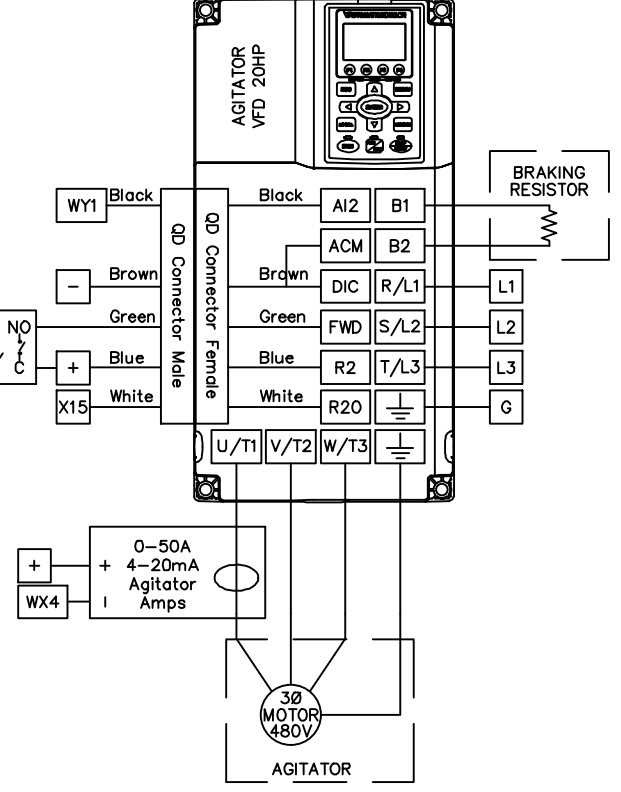 AGITATOR
VFD 20HP
BRAKING
RESISTOR
WY1 Black Black AI2 B1
ACM B2
− Brown Brown DIC R/L1 L1
NO Green Green FWD S/L2 L2
C + Blue Blue R2 T/L3 L3
X15 White White R20 G
QD Connector Male
QD Connector Female
U/T1 V/T2 W/T3
0−50A
+ + 4−20mA
Agitator
WX4 − Amps
3Ø
MOTOR
480V
AGITATOR